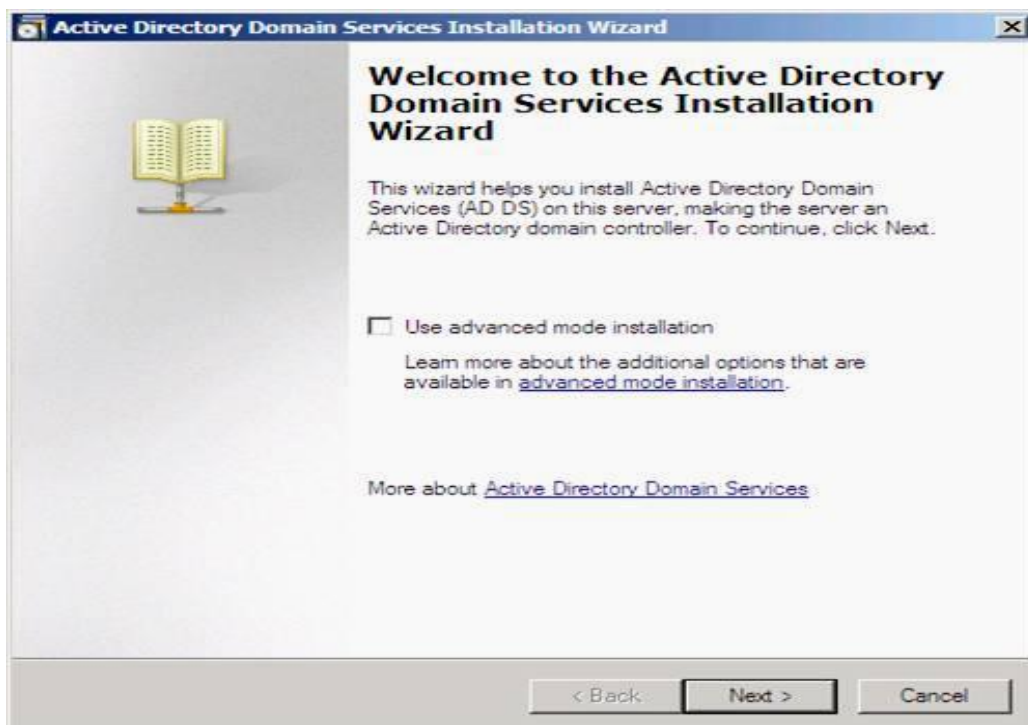 Active Directory Domain Services Installation Wizard
Welcome to the Active Directory
Domain Services Installation
Wizard
This wizard helps you install Active Directory Domain
Services (AD DS) on this server, making the server an
Active Directory domain controller. To continue, click Next.
Use advanced mode installation
Learn more about the additional options that are
available in advanced mode installation.
More about Active Directory Domain Services
< Back
Next >
Cancel